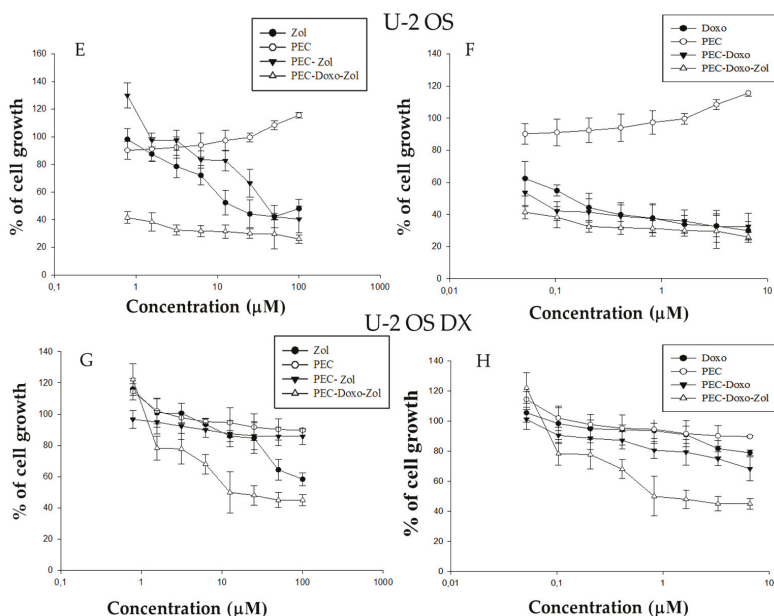 U-2 OS
E
Zol
PEC
PEC- Zol
PEC-Doxo-Zol
% of cell growth
160
140
120
100
80
60
40
20
0
0,1
1
10
100
1000
Concentration (µM)
F
Doxo
PEC
PEC-Doxo
PEC-Doxo-Zol
% of cell growth
160
140
120
100
80
60
40
20
0
0,01
0,1
1
10
Concentration (µM)
U-2 OS DX
G
Zol
PEC
PEC- Zol
PEC-Doxo-Zol
% of cell growth
140
120
100
80
60
40
20
0
0,1
1
10
100
1000
Concentration (µM)
H
Doxo
PEC
PEC-Doxo
PEC-Doxo-Zol
% of cell growth
140
120
100
80
60
40
20
0
0,01
0,1
1
10
Concentration (µM)